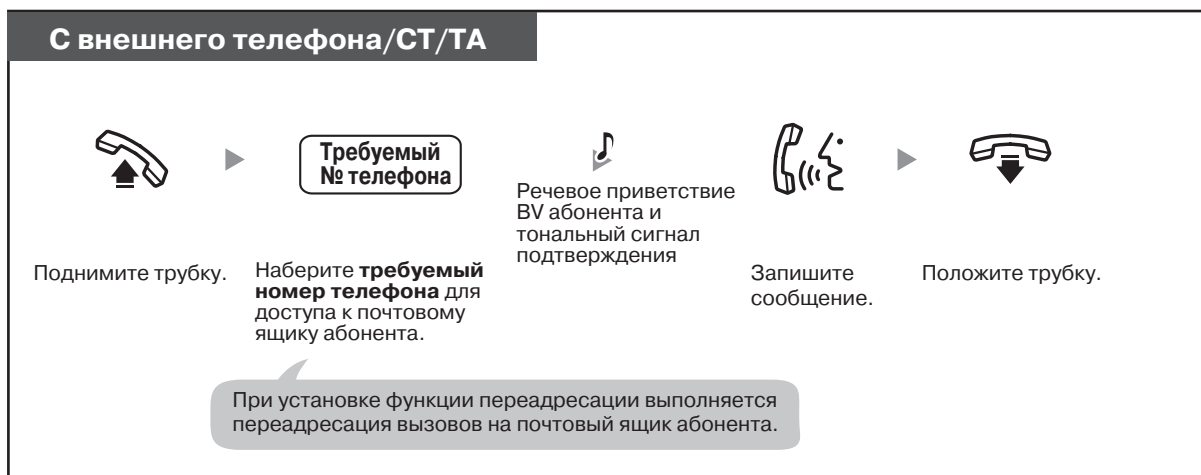 С внешнего телефона/СТ/ТА
Требуемый
№ телефона
Речевое приветствие
BV абонента и
тональный сигнал
подтверждения
Поднимите трубку.
Наберите требуемый
номер телефона для
доступа к почтовому
ящику абонента.
Запишите
сообщение.
Положите трубку.
При установке функции переадресации выполняется
переадресация вызовов на почтовый ящик абонента.